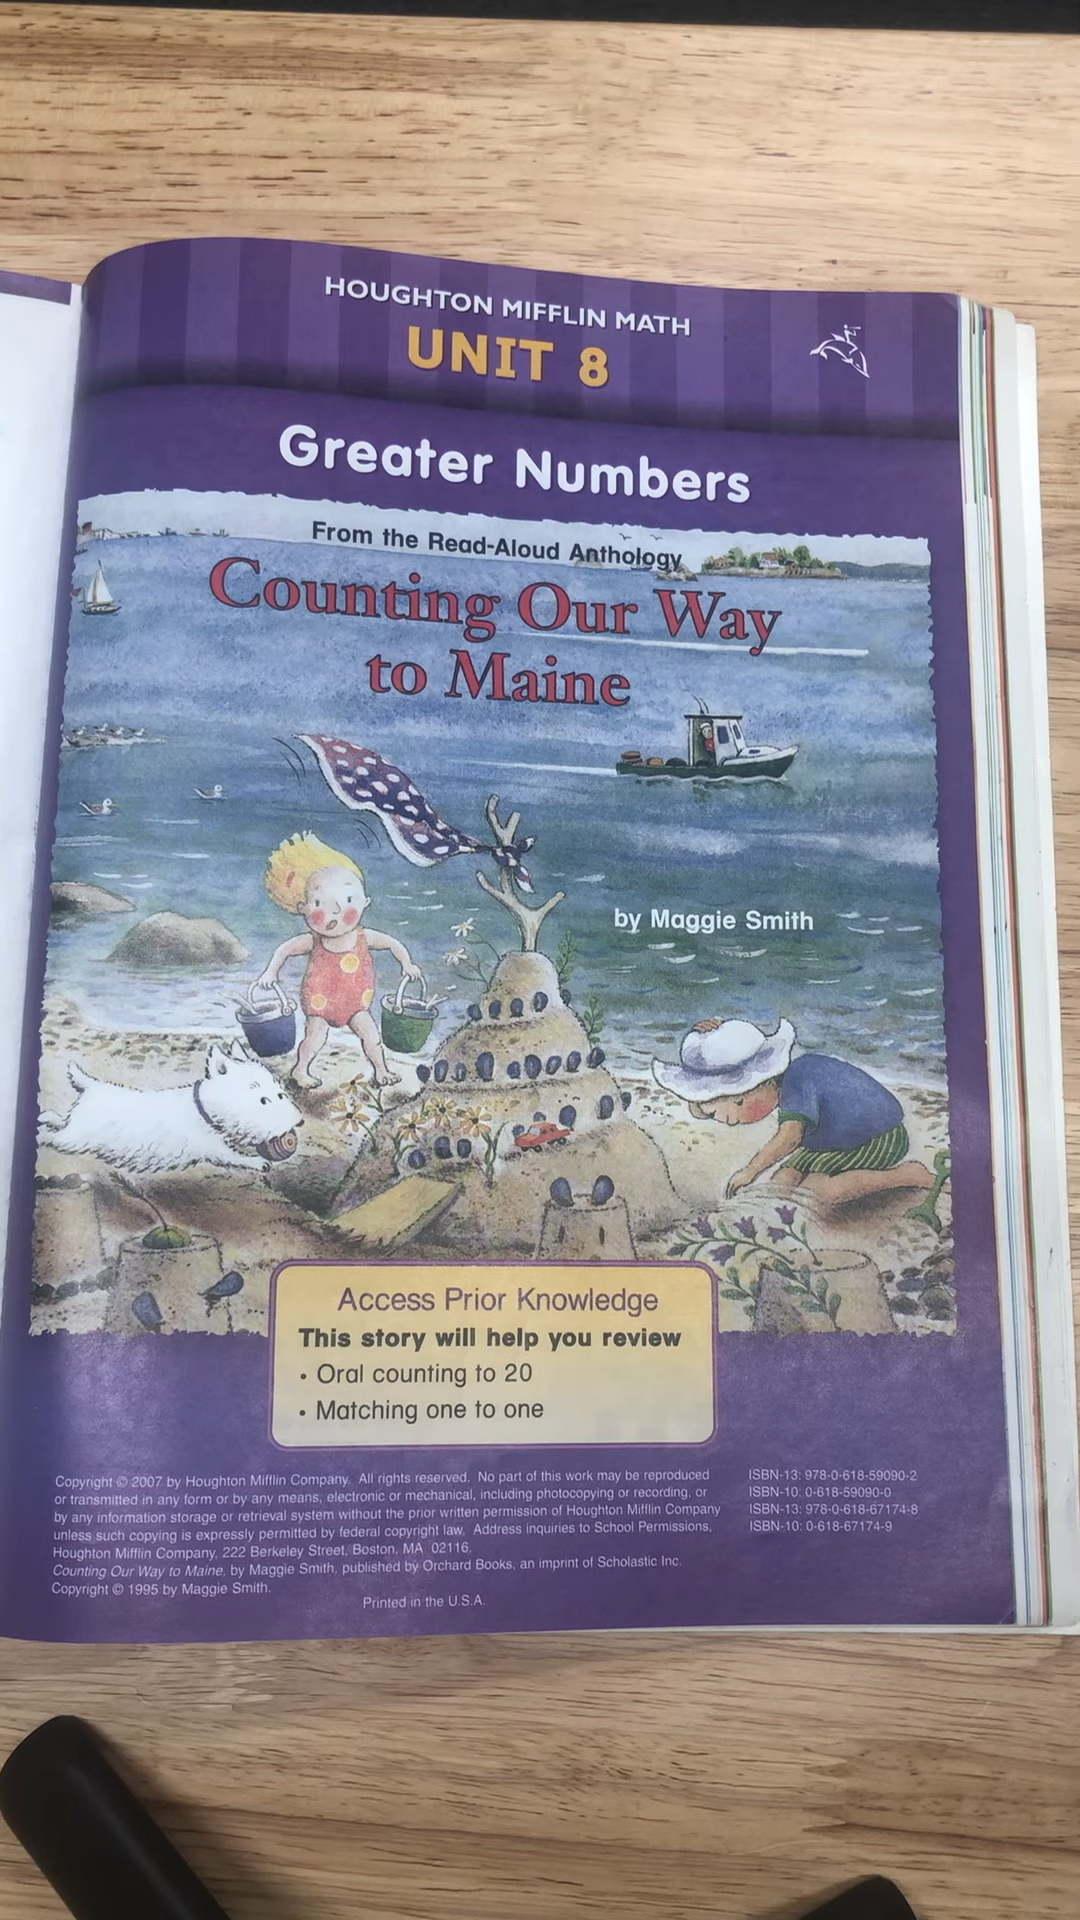 HOUGHTON MIFFLIN MATH
UNIT 8
Greater Numbers
From the Read-Aloud Anthology
Counting Our Way
to Maine
by Maggie Smith
Access Prior Knowledge
This story will help you review
• Oral counting to 20
• Matching one to one
Copyright © 2007 by Houghton Mifflin Company. All rights reserved. No part of this work may be reproduced
or transmitted in any form or by any means, electronic or mechanical, including photocopying or recording, or
by any information storage or retrieval system without the prior written permission of Houghton Mifflin Company
unless such copying is expressly permitted by federal copyright law. Address inquiries to School Permissions,
Houghton Mifflin Company, 222 Berkeley Street, Boston, MA 02116.
Counting Our Way to Maine, by Maggie Smith, published by Orchard Books, an imprint of Scholastic Inc.
Copyright © 1995 by Maggie Smith.
Printed in the U.S.A.
ISBN-13: 978-0-618-59090-2
ISBN-10: 0-618-59090-0
ISBN-13: 978-0-618-67174-8
ISBN-10: 0-618-67174-9